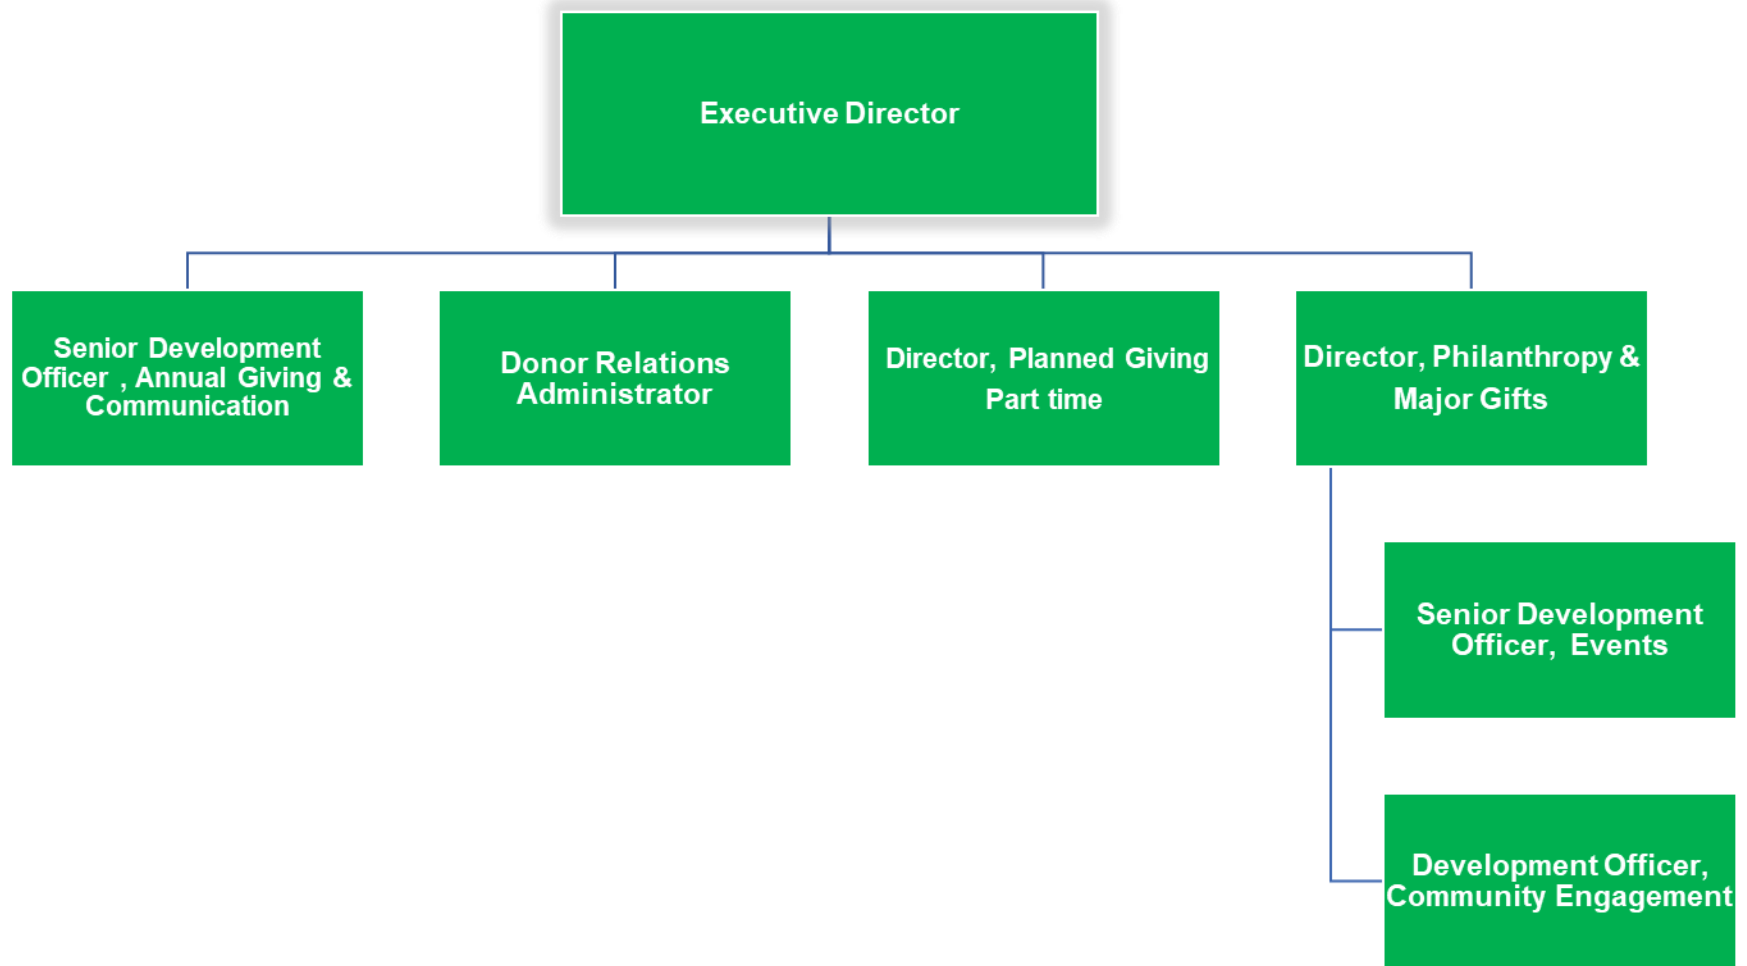 Executive Director
Senior Development
Officer , Annual Giving &
Communication
Donor Relations
Administrator
Director, Planned Giving
Part time
Director, Philanthropy &
Major Gifts
Senior Development
Officer, Events
Development Officer,
Community Engagement